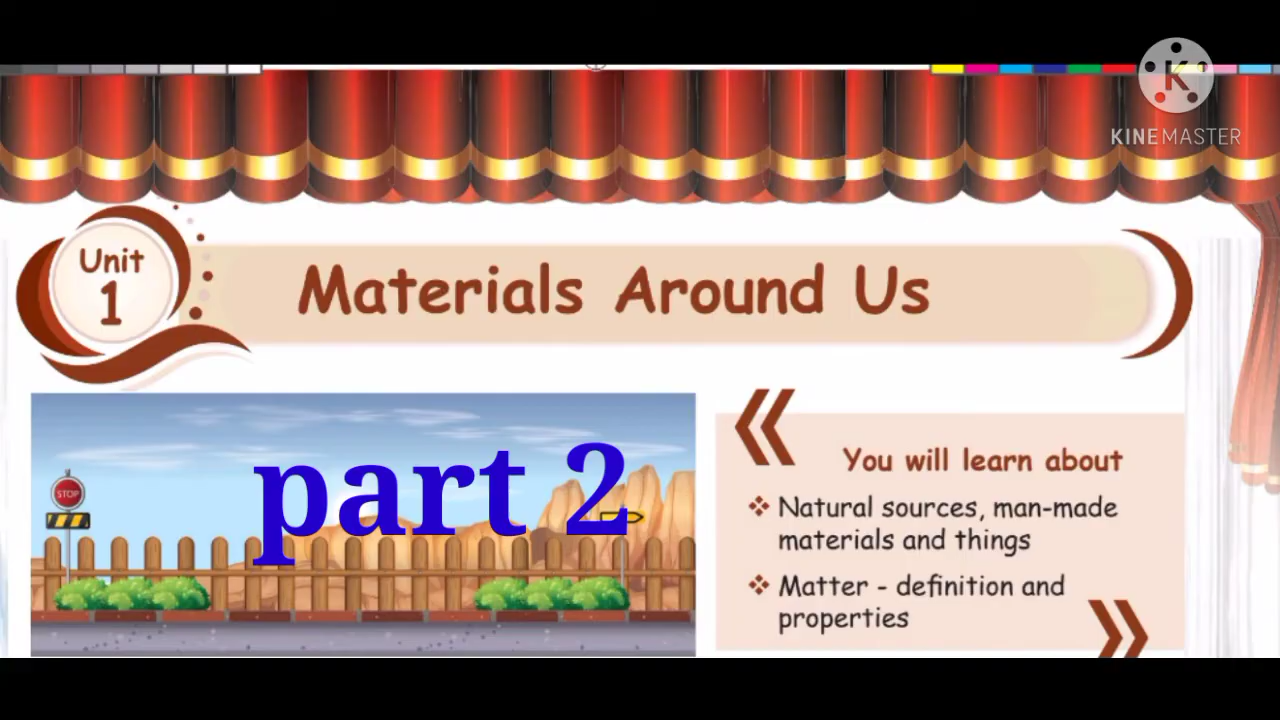 K
KINEMASTER
Unit
1
Materials Around Us
STOP
part 2
You will learn about
Natural sources, man-made
materials and things
Matter - definition and
properties